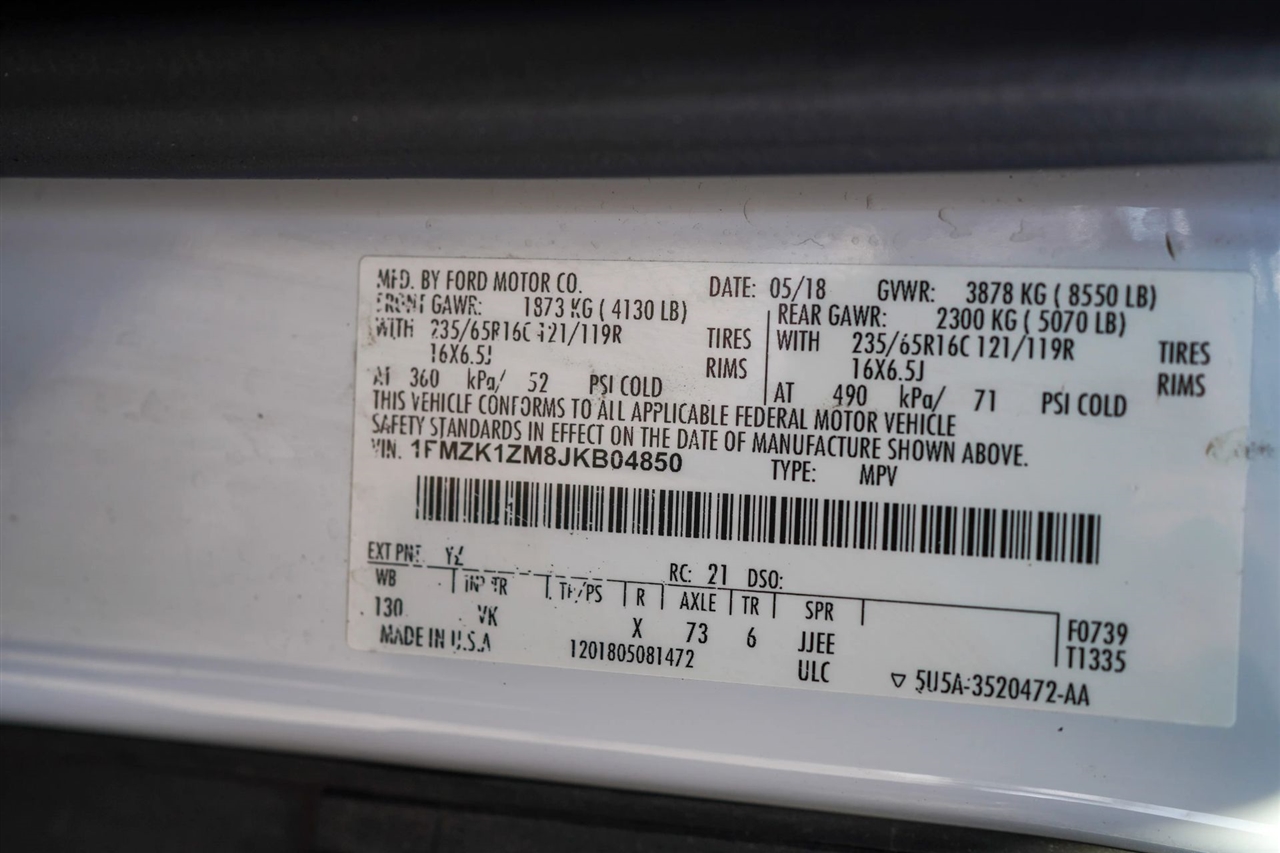 MFD. BY FORD MOTOR CO. DATE: 05/18 GVWR: 3878 KG ( 8550 LB)
FRONT GAWR: 1873 KG ( 4130 LB) REAR GAWR: 2300 KG ( 5070 LB)
WITH 235/65R16C 121/119R TIRES WITH 235/65R16C 121/119R TIRES
16X6.5J RIMS 16X6.5J RIMS
AT 360 kPa/ 52 PSI COLD AT 490 kPa/ 71 PSI COLD
THIS VEHICLE CONFORMS TO ALL APPLICABLE FEDERAL MOTOR VEHICLE
SAFETY STANDARDS IN EFFECT ON THE DATE OF MANUFACTURE SHOWN ABOVE.
VIN. 1FMZK1ZM8JKB04850 TYPE: MPV
EXT PNT YZ RC: 21 DSO:
WB INP TR TP/PS R AXLE TR SPR
130 VK X 73 6 JJEE F0739
MADE IN U.S.A 1201805081472 ULC T1335
▽ 5U5A-3520472-AA